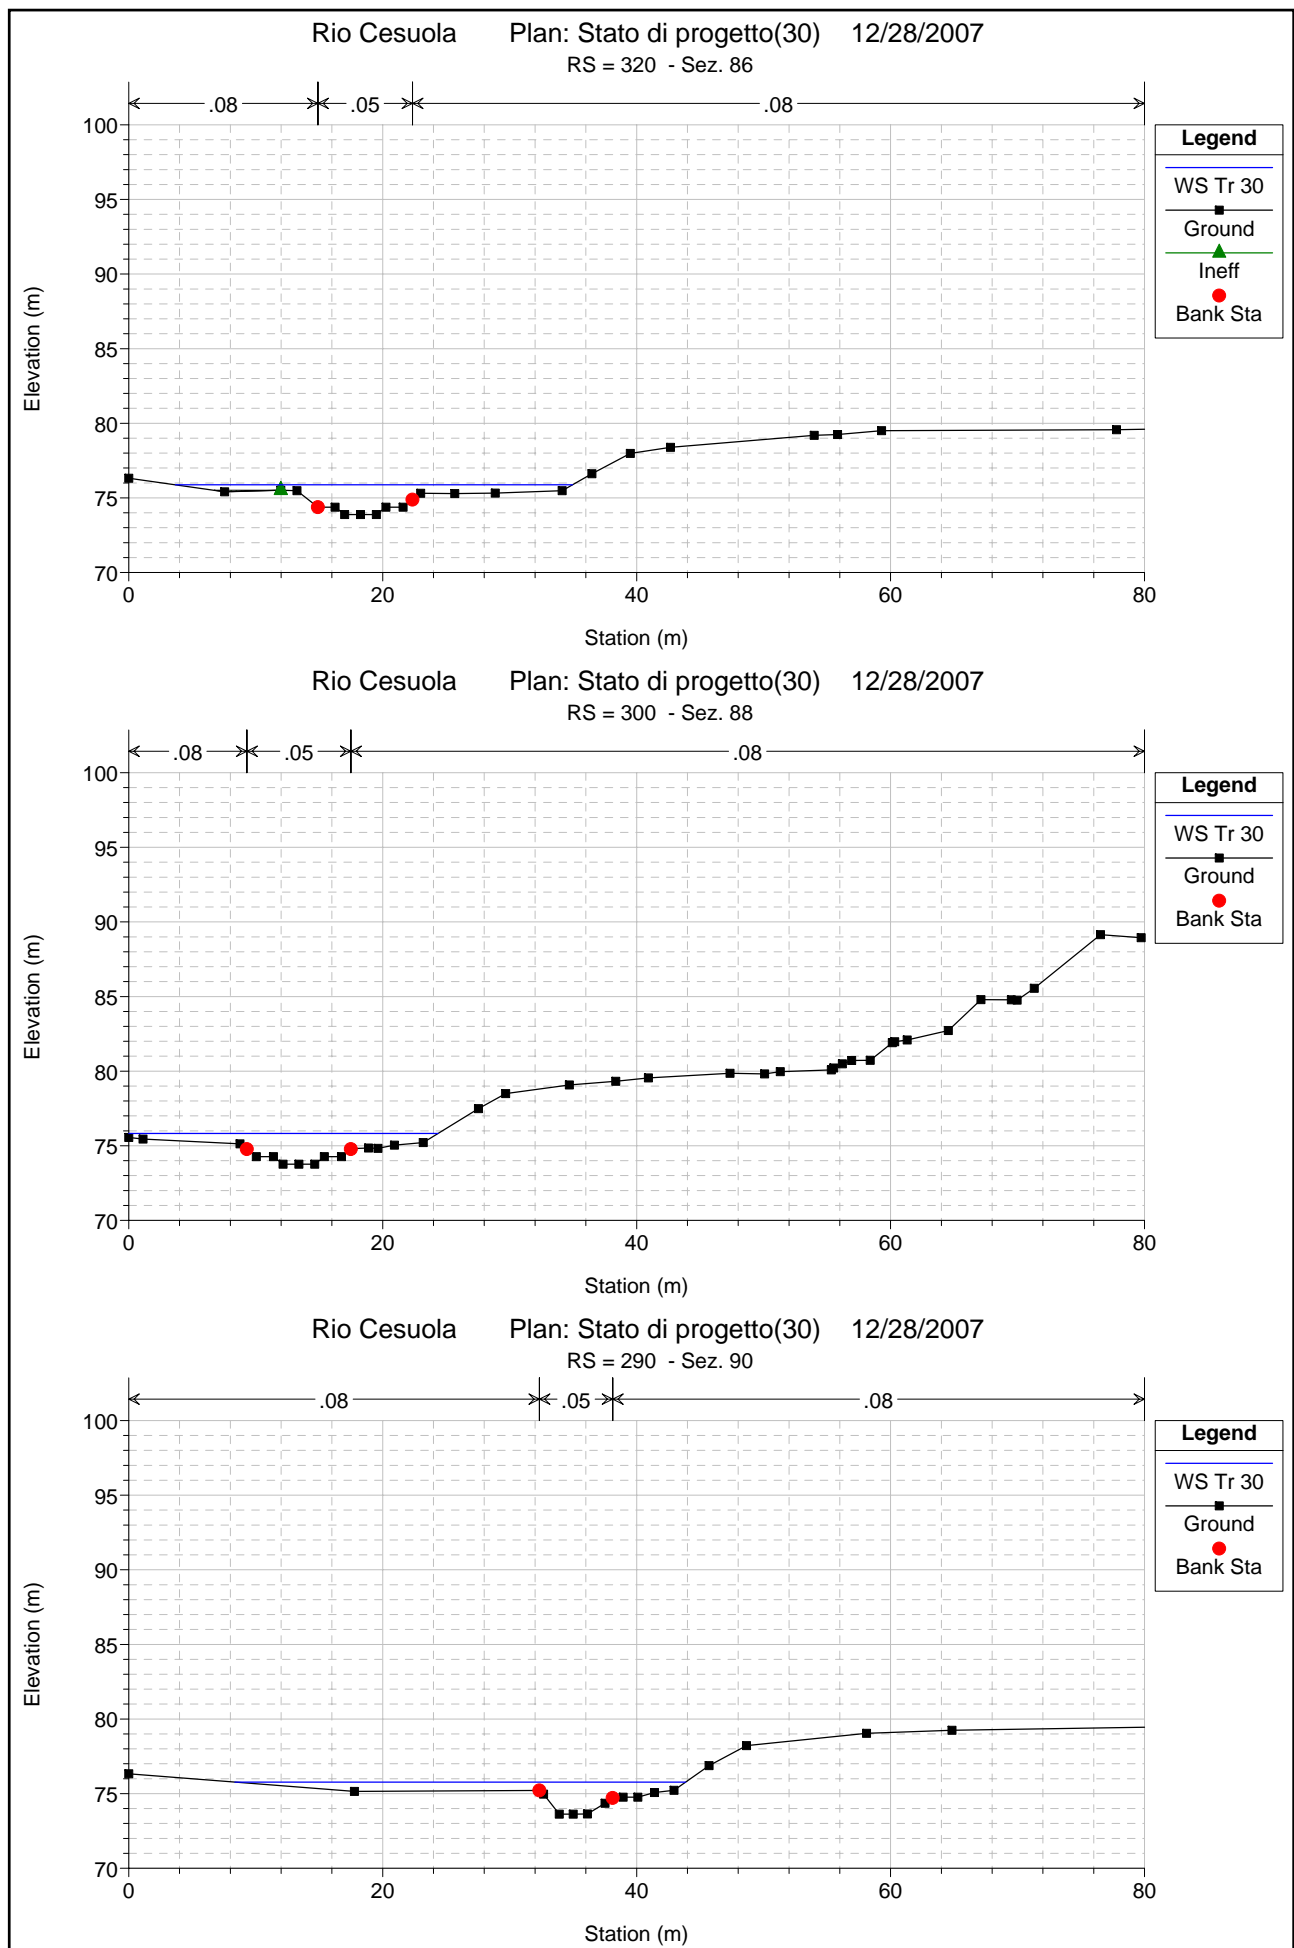 Rio Cesuola Plan: Stato di progetto(30) 12/28/2007
RS = 320 - Sez. 86
.08 .05 .08
100
95
90
85
80
75
70
0 20 40 60 80
Station (m)
Elevation (m)
Legend
WS Tr 30
Ground
Ineff
Bank Sta
Rio Cesuola Plan: Stato di progetto(30) 12/28/2007
RS = 300 - Sez. 88
.08 .05 .08
100
95
90
85
80
75
70
0 20 40 60 80
Station (m)
Elevation (m)
Legend
WS Tr 30
Ground
Bank Sta
Rio Cesuola Plan: Stato di progetto(30) 12/28/2007
RS = 290 - Sez. 90
.08 .05 .08
100
95
90
85
80
75
70
0 20 40 60 80
Station (m)
Elevation (m)
Legend
WS Tr 30
Ground
Bank Sta